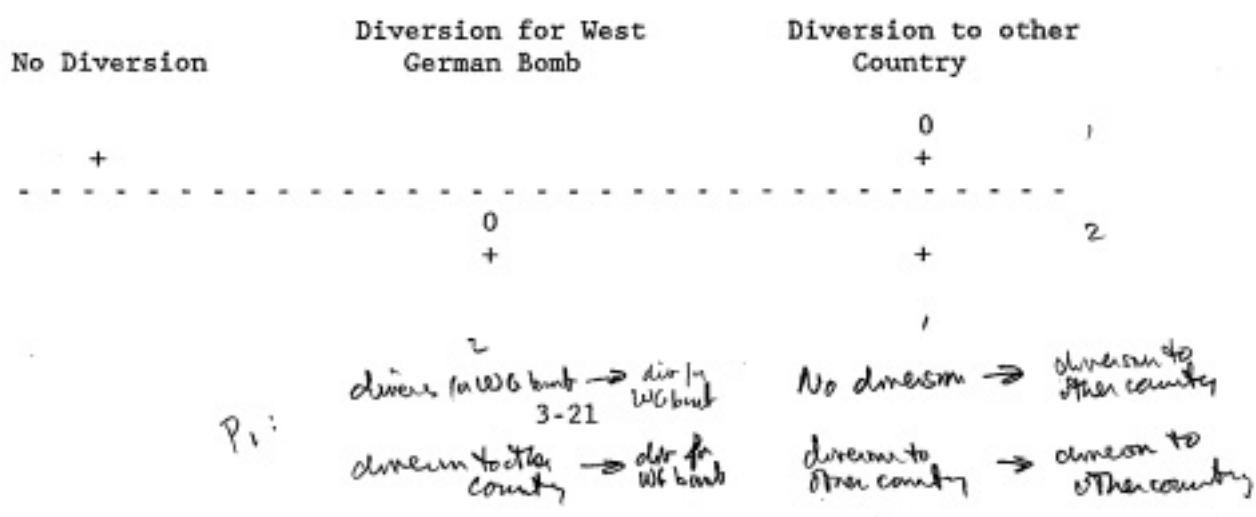 Diversion for West Diversion to other
No Diversion German Bomb Country
0 1
+ +
- - - - - - - - - - - - - - - - - - - - - - - - - - - - - -
0 2
+ +
2 1
divers for WG bomb → div for WG bomb No diversion → diversion to other country
3-21
P1:
diversion to other country → div for WG bomb diversion to other country → diversion to other country